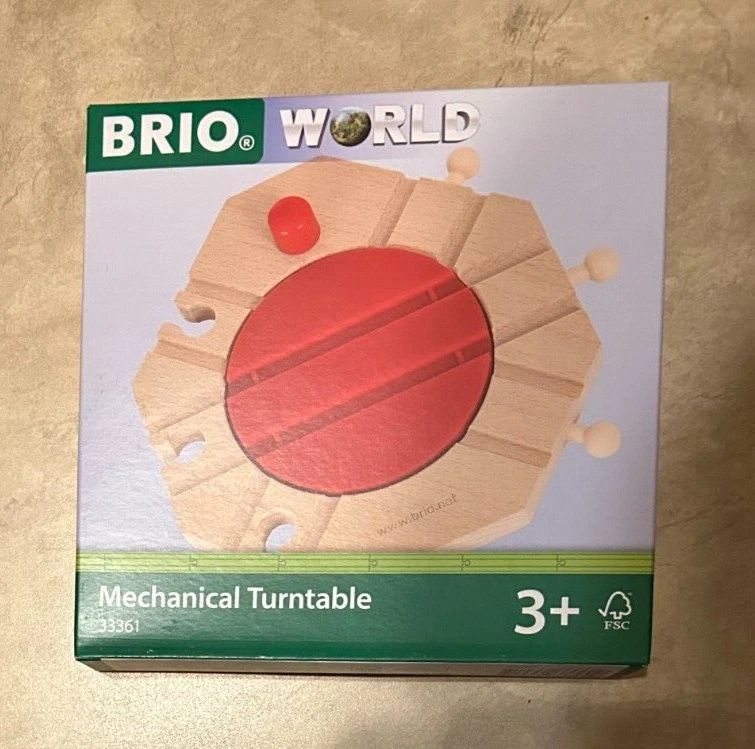 BRIO® WORLD
www.brio.net
Mechanical Turntable
33361
3+
FSC